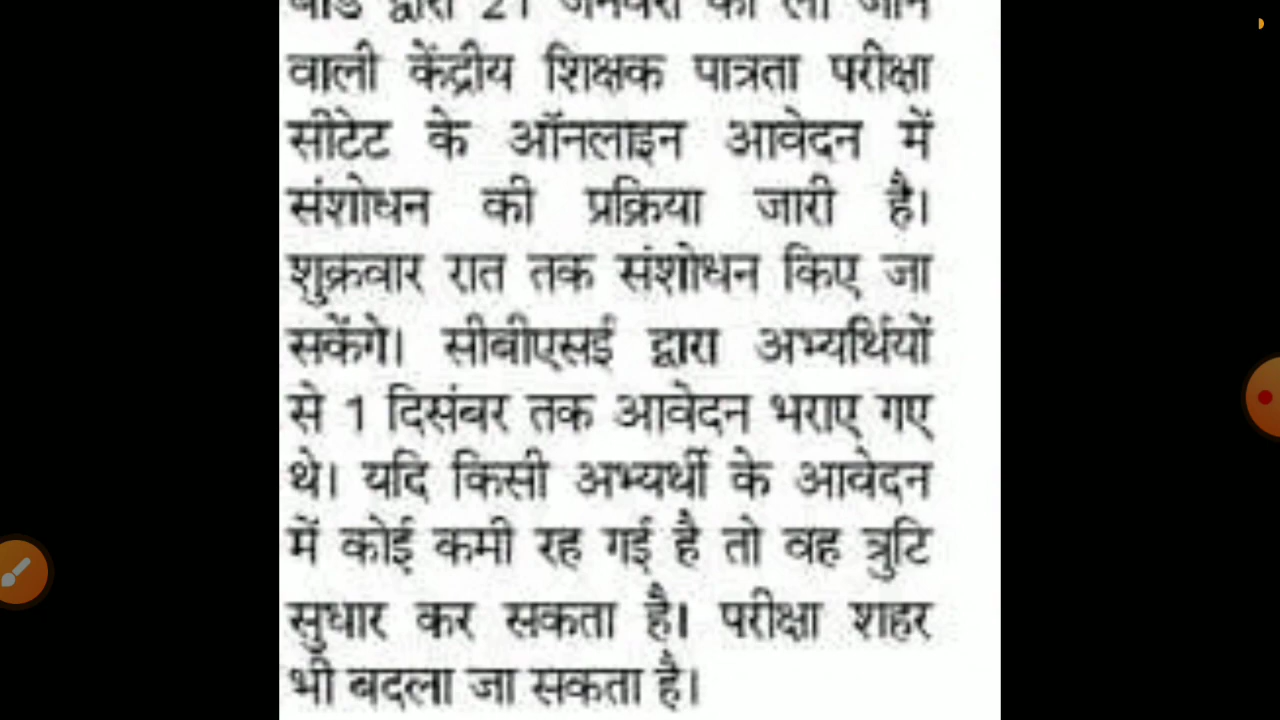 बोर्ड द्वारा 21 जनवरी को ली जाने
वाली केंद्रीय शिक्षक पात्रता परीक्षा
सीटेट के ऑनलाइन आवेदन में
संशोधन की प्रक्रिया जारी है।
शुक्रवार रात तक संशोधन किए जा
सकेंगे। सीबीएसई द्वारा अभ्यर्थियों
से 1 दिसंबर तक आवेदन भराए गए
थे। यदि किसी अभ्यर्थी के आवेदन
में कोई कमी रह गई है तो वह त्रुटि
सुधार कर सकता है। परीक्षा शहर
भी बदला जा सकता है।